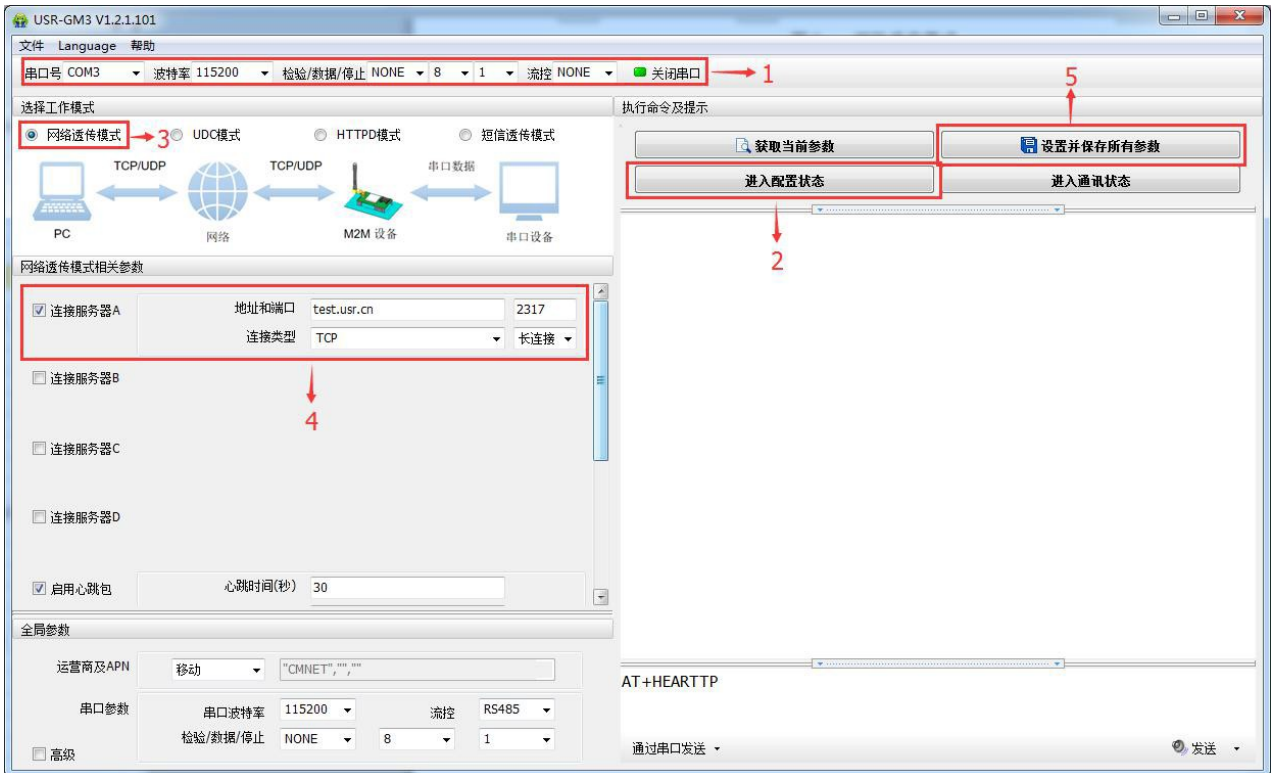 USR-GM3 V1.2.1.101
文件 Language 帮助
串口号 COM3 波特率 115200 检验/数据/停止 NONE 8 1 流控 NONE 关闭串口 1
5
选择工作模式
执行命令及提示
网络透传模式 3 UDC模式 HTTPD模式 短信透传模式
获取当前参数 设置并保存所有参数
进入配置状态 进入通讯状态
TCP/UDP TCP/UDP 串口数据
PC 网络 M2M 设备 串口设备
2
网络透传模式相关参数
连接服务器A 地址和端口 test.usr.cn 2317
连接类型 TCP 长连接
连接服务器B
4
连接服务器C
连接服务器D
启用心跳包 心跳时间(秒) 30
全局参数
运营商及APN 移动 "CMNET","",""
AT+HEARTTP
串口参数 串口波特率 115200 流控 RS485
检验/数据/停止 NONE 8 1
高级
通过串口发送 发送